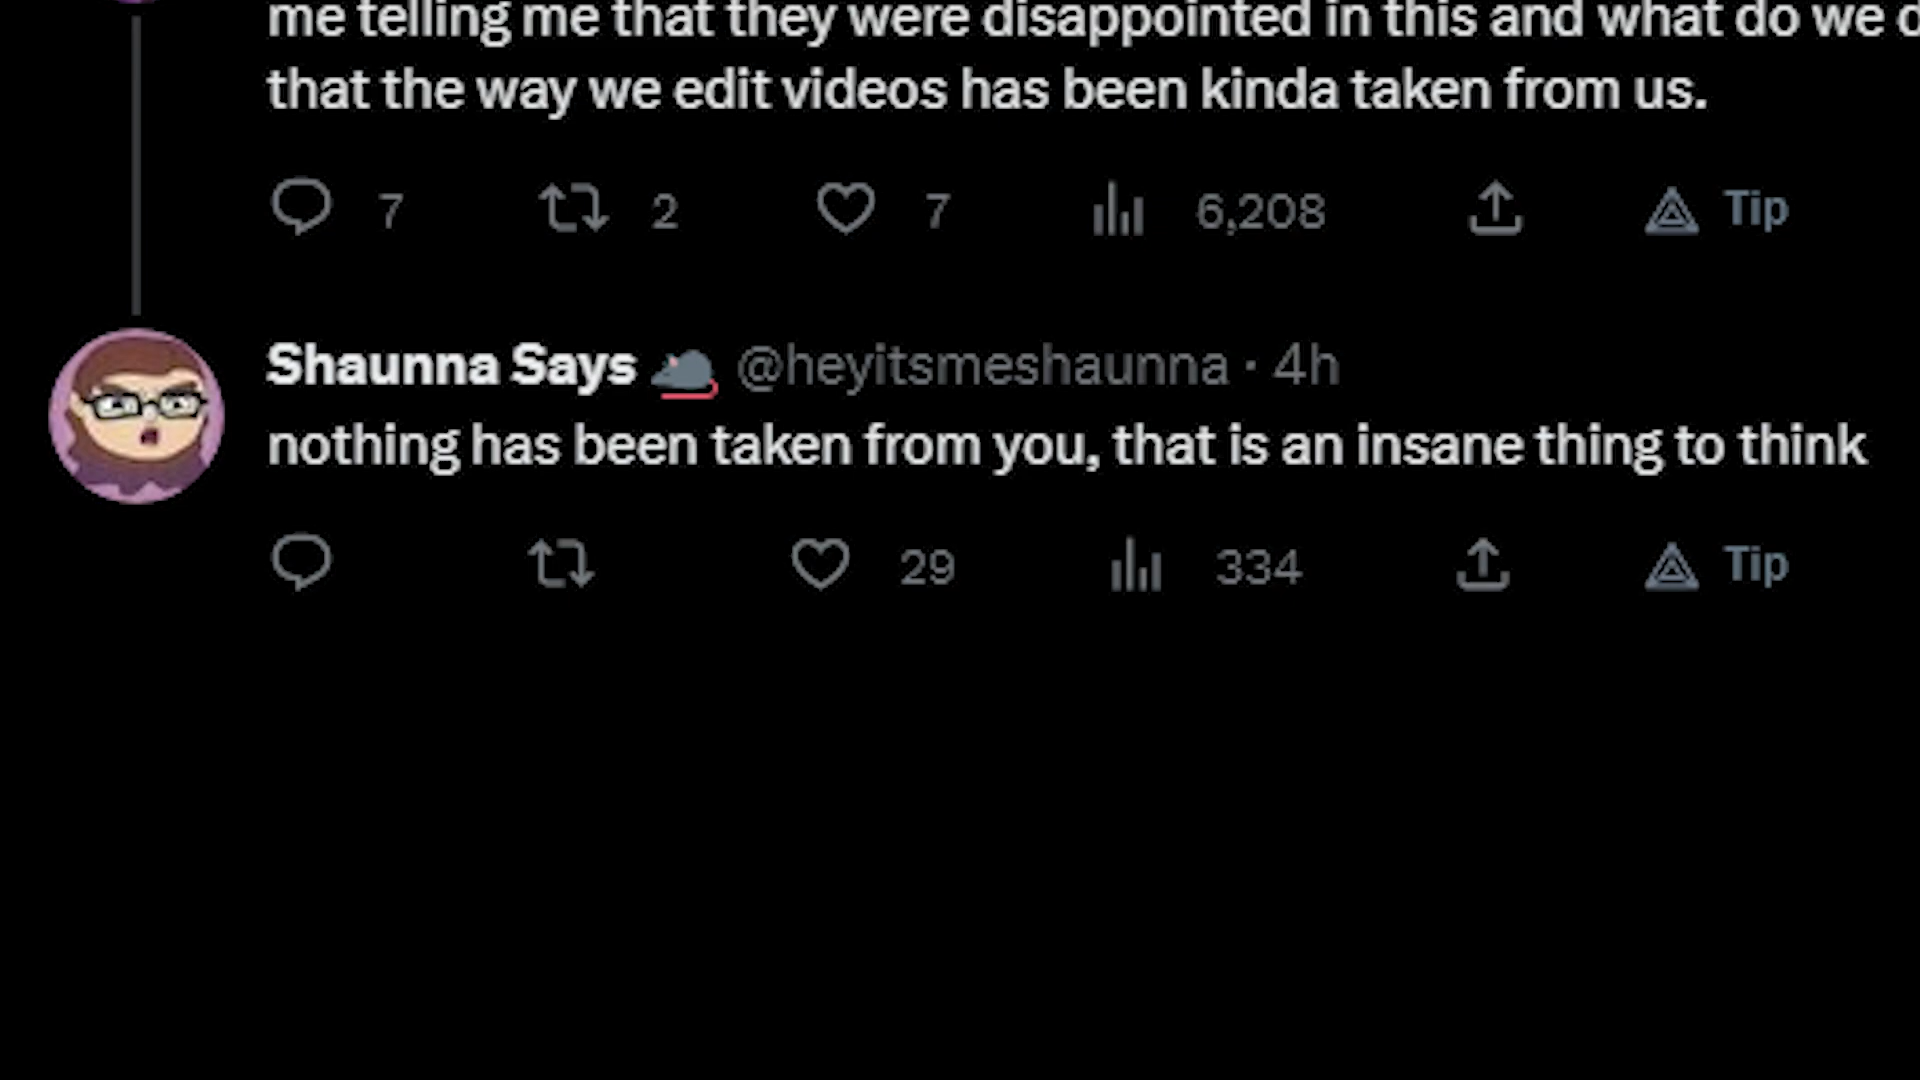 me telling me that they were disappointed in this and what do we
that the way we edit videos has been kinda taken from us.
7 2 7 6,208 Tip
Shaunna Says 🐀 @heyitsmeshaunna · 4h
nothing has been taken from you, that is an insane thing to think
29 334 Tip